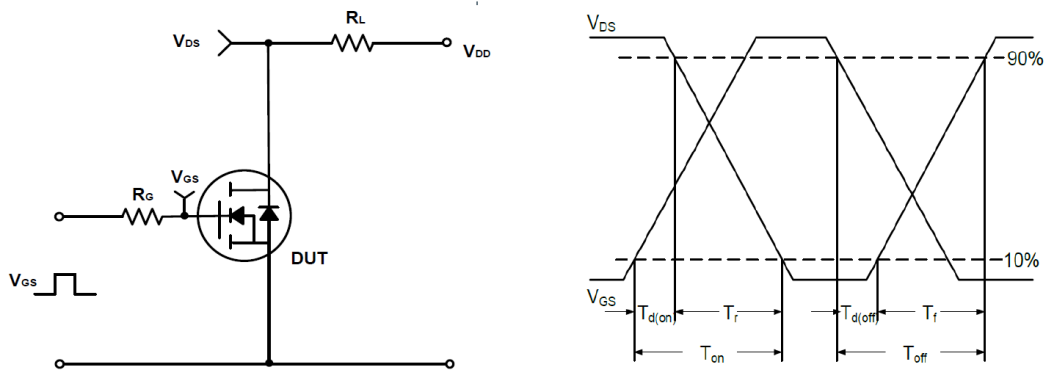 RL
VDS
VDD
VGS
RG
DUT
VGS
VDS
90%
10%
VGS
Td(on)
Tr
Td(off)
Tf
Ton
Toff